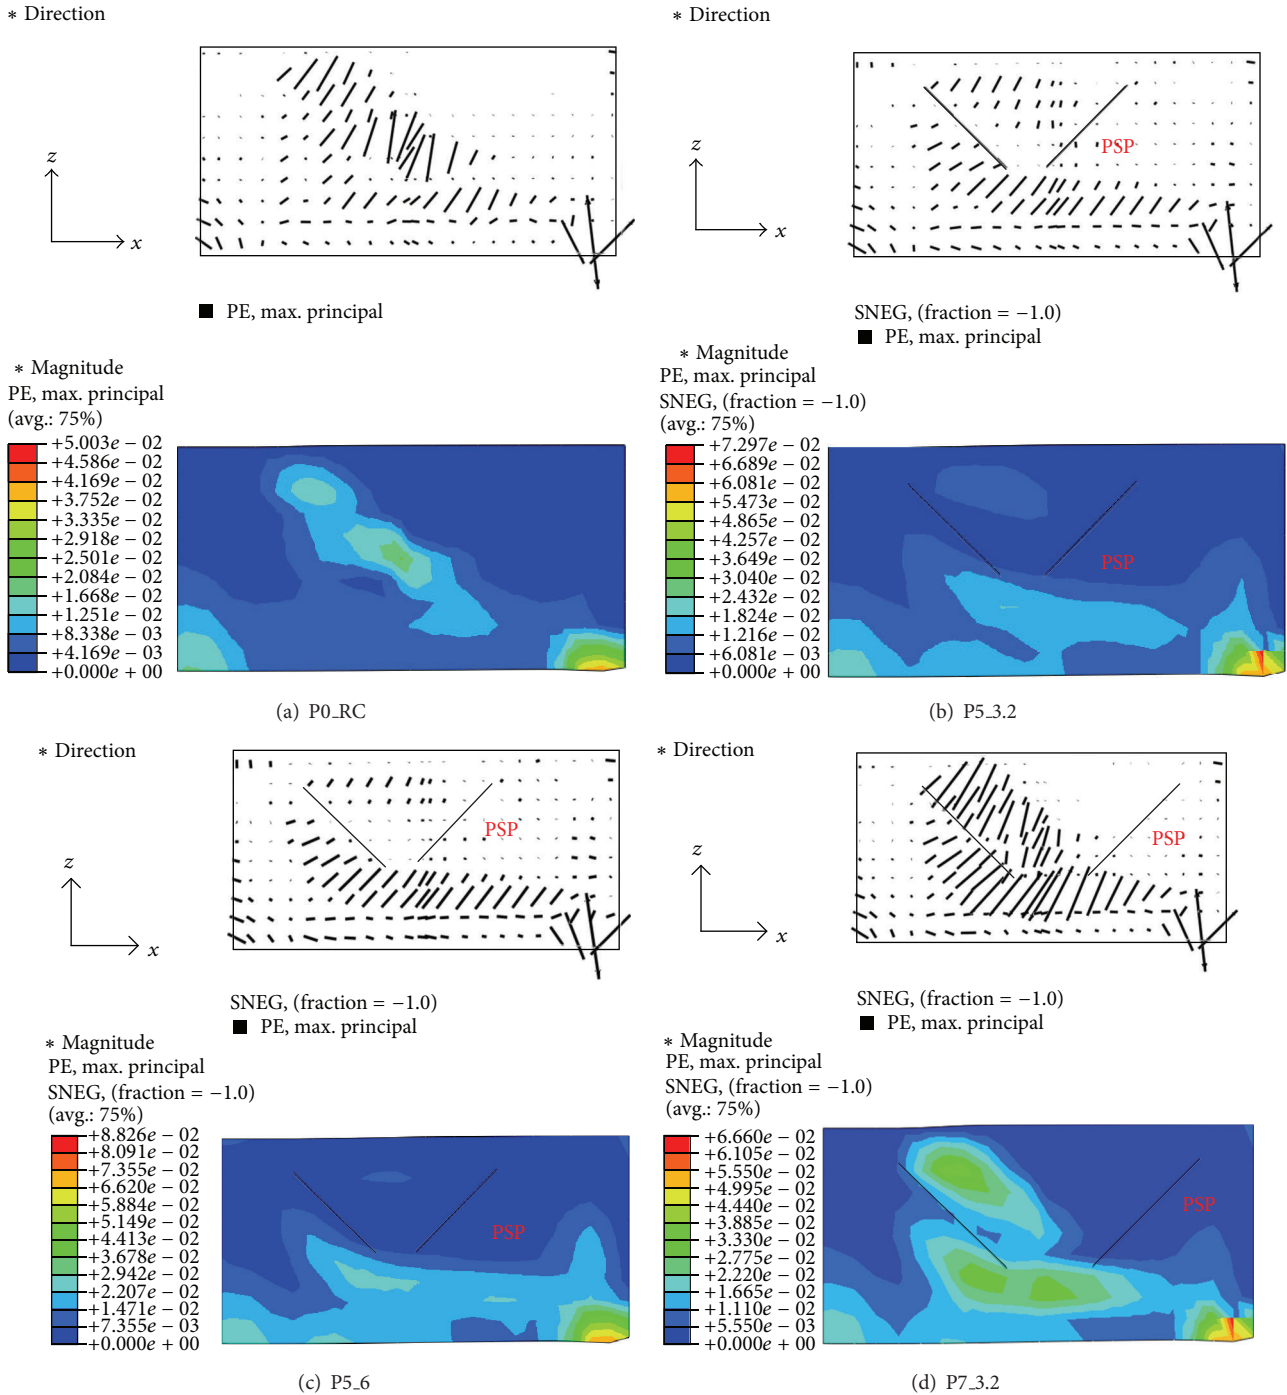 * Direction
z
x
■ PE, max. principal
* Magnitude
PE, max. principal
(avg.: 75%)
+5.003e − 02
+4.586e − 02
+4.169e − 02
+3.752e − 02
+3.335e − 02
+2.918e − 02
+2.501e − 02
+2.084e − 02
+1.668e − 02
+1.251e − 02
+8.338e − 03
+4.169e − 03
+0.000e + 00
(a) P0_RC
* Direction
PSP
z
x
SNEG, (fraction = −1.0)
■ PE, max. principal
* Magnitude
PE, max. principal
SNEG, (fraction = −1.0)
(avg.: 75%)
+7.297e − 02
+6.689e − 02
+6.081e − 02
+5.473e − 02
+4.865e − 02
+4.257e − 02
+3.649e − 02
+3.040e − 02
+2.432e − 02
+1.824e − 02
+1.216e − 02
+6.081e − 03
+0.000e + 00
PSP
(b) P5_3.2
* Direction
PSP
z
x
SNEG, (fraction = −1.0)
■ PE, max. principal
* Magnitude
PE, max. principal
SNEG, (fraction = −1.0)
(avg.: 75%)
+8.826e − 02
+8.091e − 02
+7.355e − 02
+6.620e − 02
+5.884e − 02
+5.149e − 02
+4.413e − 02
+3.678e − 02
+2.942e − 02
+2.207e − 02
+1.471e − 02
+7.355e − 03
+0.000e + 00
PSP
(c) P5_6
* Direction
PSP
z
x
SNEG, (fraction = −1.0)
■ PE, max. principal
* Magnitude
PE, max. principal
SNEG, (fraction = −1.0)
(avg.: 75%)
+6.660e − 02
+6.105e − 02
+5.550e − 02
+4.995e − 02
+4.440e − 02
+3.885e − 02
+3.330e − 02
+2.775e − 02
+2.220e − 02
+1.665e − 02
+1.110e − 02
+5.550e − 03
+0.000e + 00
PSP
(d) P7_3.2